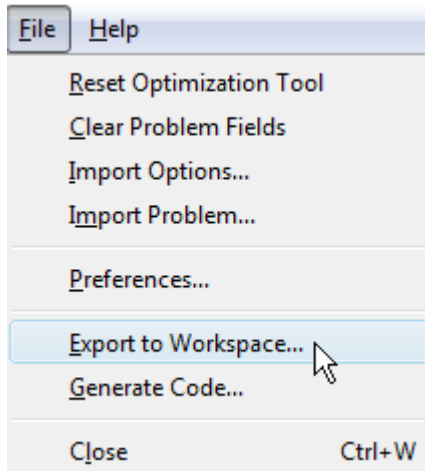 File Help
Reset Optimization Tool
Clear Problem Fields
Import Options...
Import Problem...
Preferences...
Export to Workspace...
Generate Code...
Close Ctrl+W